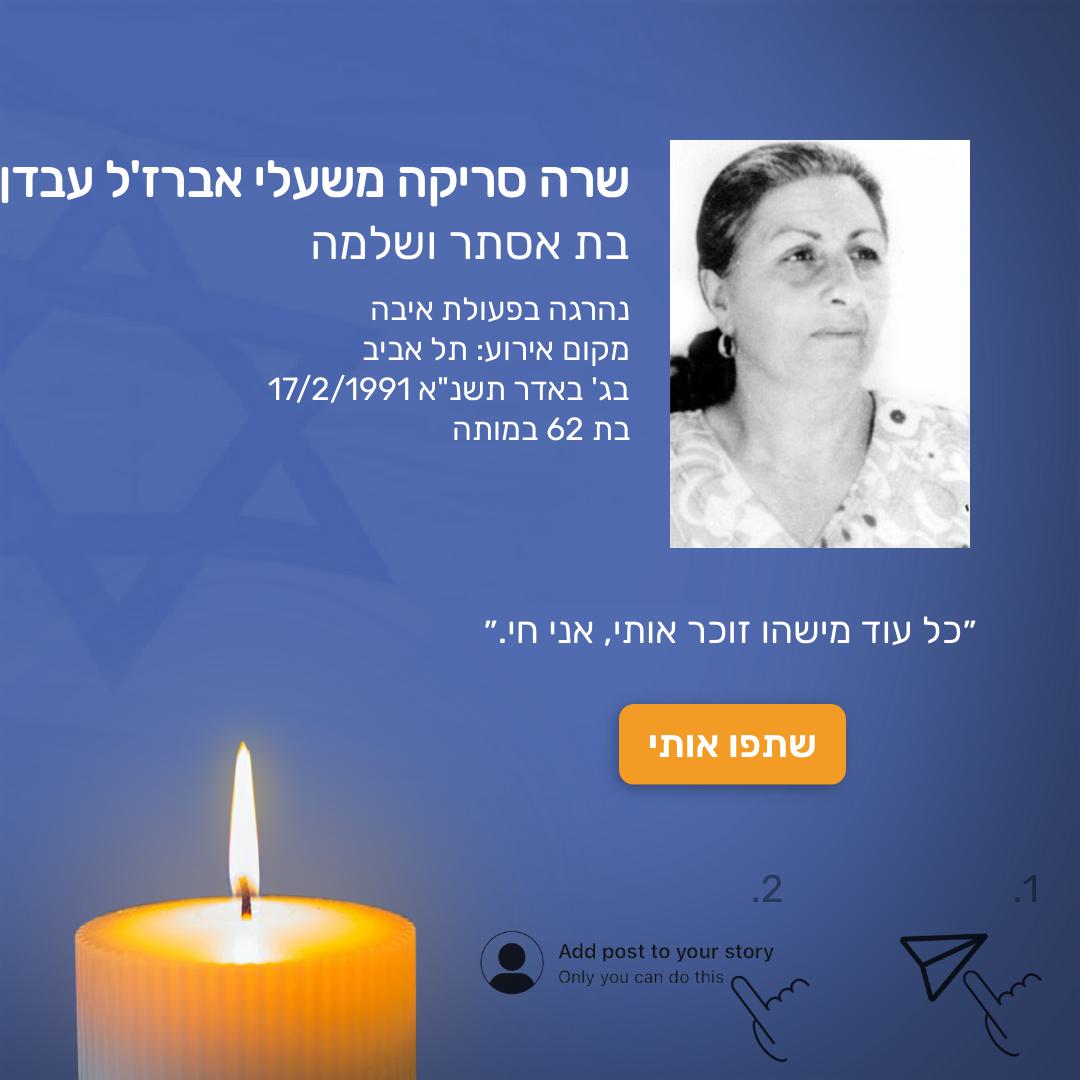 שרה סריקה משעלי אברז'ל עבדן
בת אסתר ושלמה
נהרגה בפעולת איבה
מקום אירוע: תל אביב
בג' באדר תשנ"א 17/2/1991
בת 62 במותה
״כל עוד מישהו זוכר אותי, אני חי.״
שתפו אותי
1.
2.
Add post to your story
Only you can do this